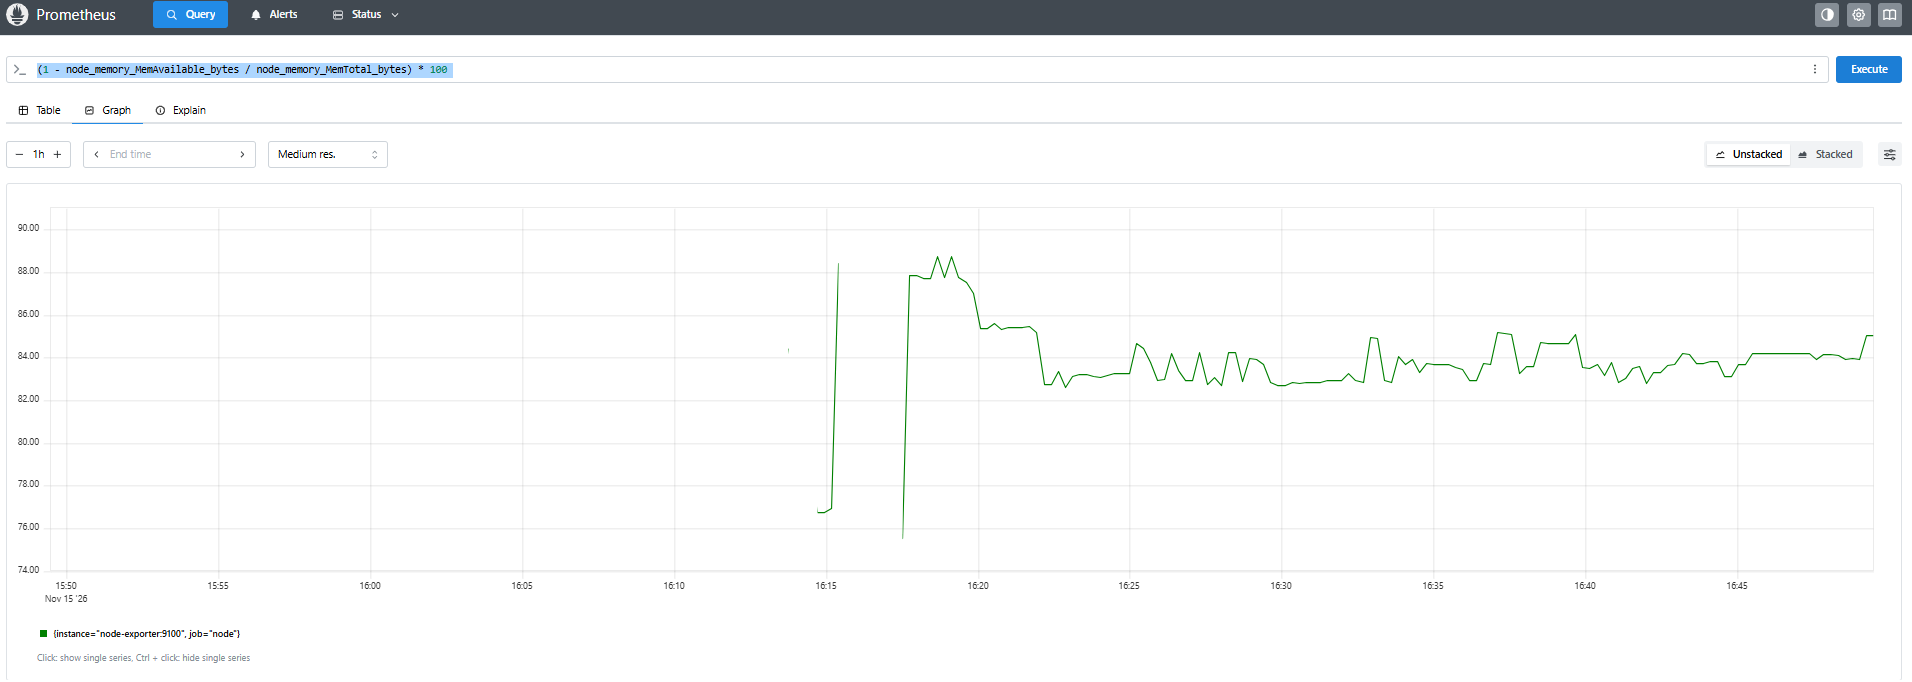 Prometheus Query Alerts Status
(1 - node_memory_MemAvailable_bytes / node_memory_MemTotal_bytes) * 100 Execute
Table Graph Explain
− 1h + End time Medium res. Unstacked Stacked
90.00
88.00
86.00
84.00
82.00
80.00
78.00
76.00
74.00
15:50 15:55 16:00 16:05 16:10 16:15 16:20 16:25 16:30 16:35 16:40 16:45
Nov 15 '26
{instance="node-exporter:9100", job="node"}
Click: show single series, Ctrl + click: hide single series